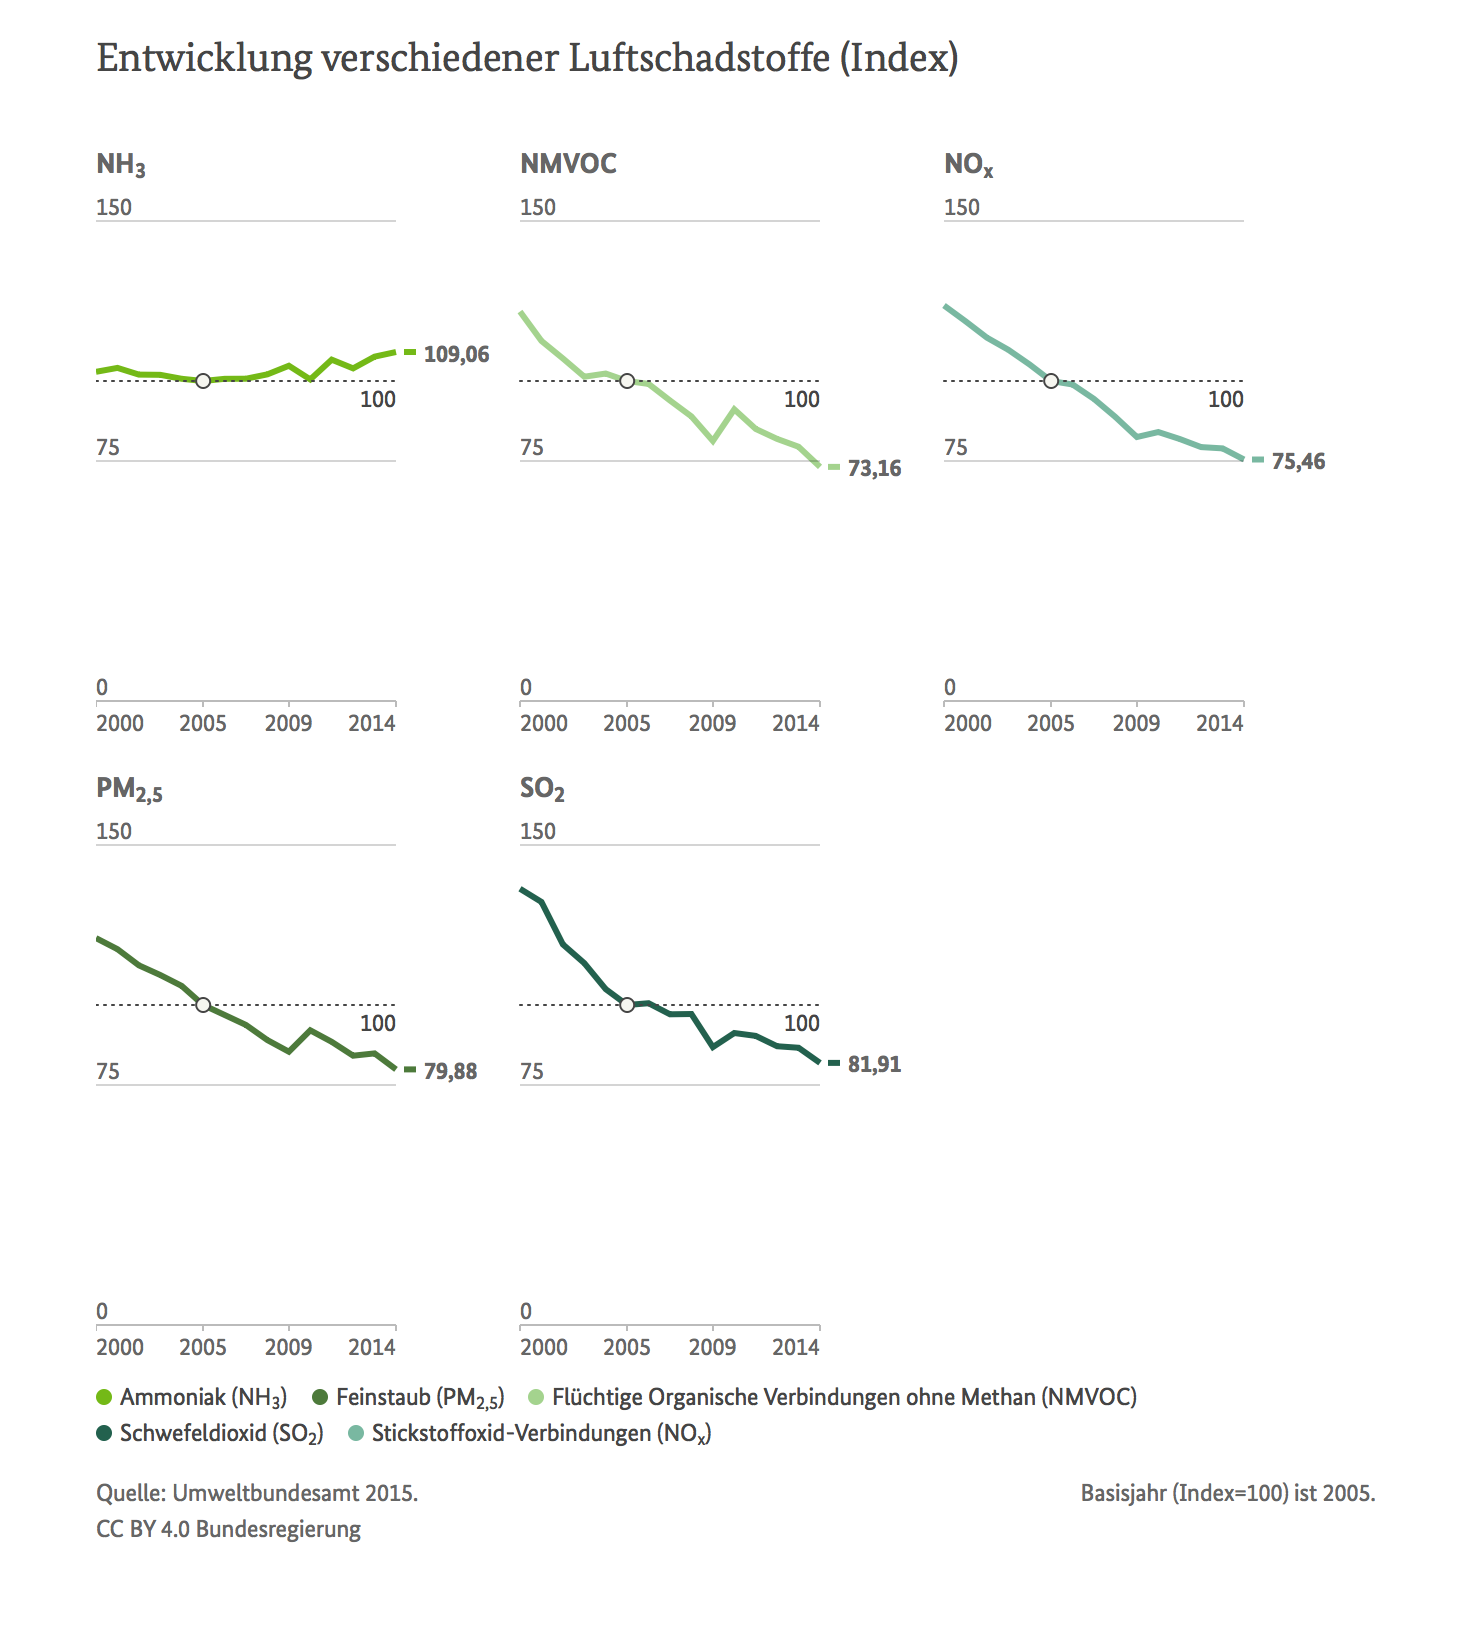 Entwicklung verschiedener Luftschadstoffe (Index)
NH₃
150
109,06
100
75
0
2000 2005 2009 2014
NMVOC
150
100
75
73,16
0
2000 2005 2009 2014
NOₓ
150
100
75
75,46
0
2000 2005 2009 2014
PM₂,₅
150
100
75
79,88
0
2000 2005 2009 2014
SO₂
150
100
75
81,91
0
2000 2005 2009 2014
Ammoniak (NH₃) Feinstaub (PM₂,₅) Flüchtige Organische Verbindungen ohne Methan (NMVOC)
Schwefeldioxid (SO₂) Stickstoffoxid-Verbindungen (NOₓ)
Quelle: Umweltbundesamt 2015. Basisjahr (Index=100) ist 2005.
CC BY 4.0 Bundesregierung